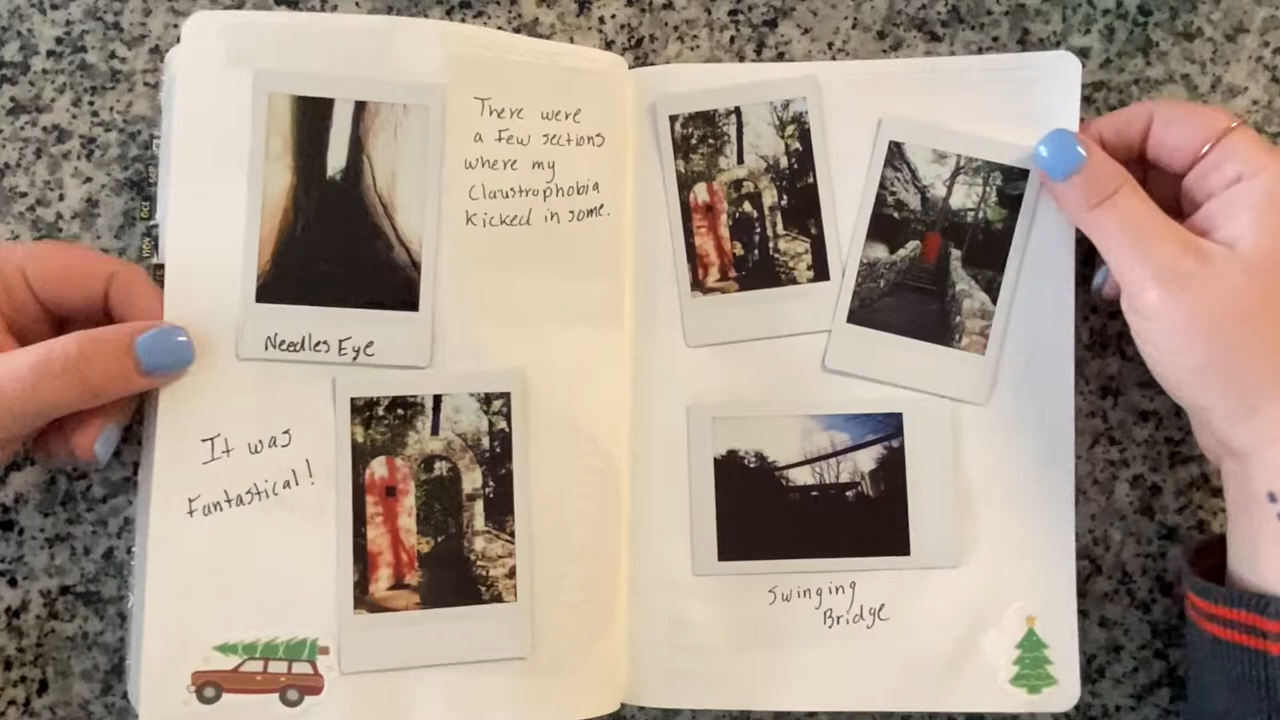 There were
a few sections
where my
Claustrophobia
kicked in some.
Needles Eye
It was
Fantastical!
Swinging
Bridge